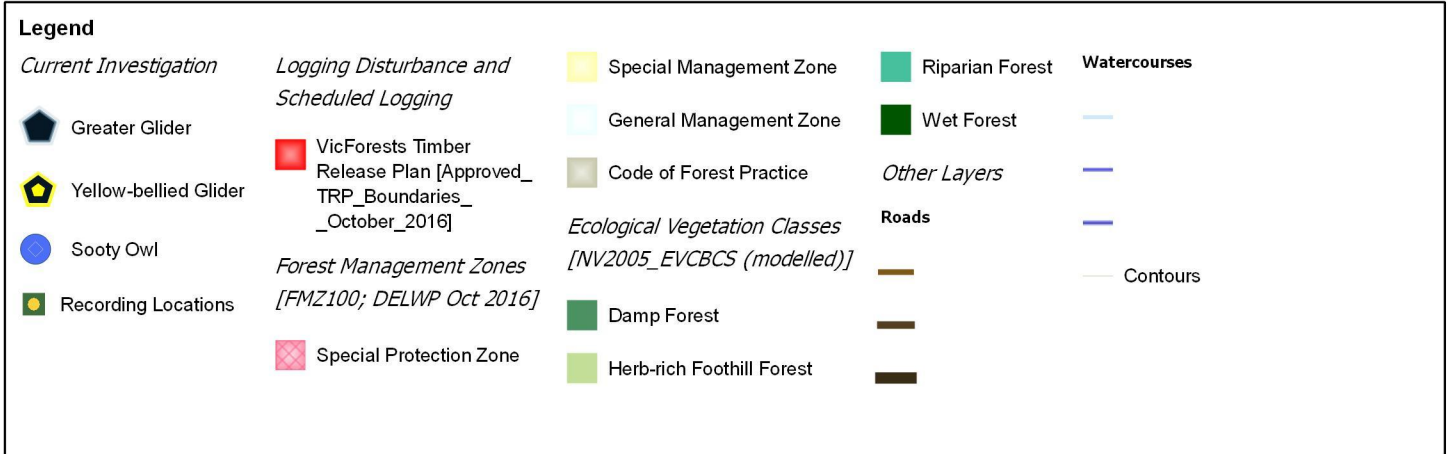 Legend
Current Investigation
Greater Glider
Yellow-bellied Glider
Sooty Owl
Recording Locations
Logging Disturbance and
Scheduled Logging
VicForests Timber
Release Plan [Approved_
TRP_Boundaries_
_October_2016]
Forest Management Zones
[FMZ100; DELWP Oct 2016]
Special Protection Zone
Special Management Zone
General Management Zone
Code of Forest Practice
Ecological Vegetation Classes
[NV2005_EVCBCS (modelled)]
Damp Forest
Herb-rich Foothill Forest
Riparian Forest
Wet Forest
Other Layers
Roads
Watercourses
Contours